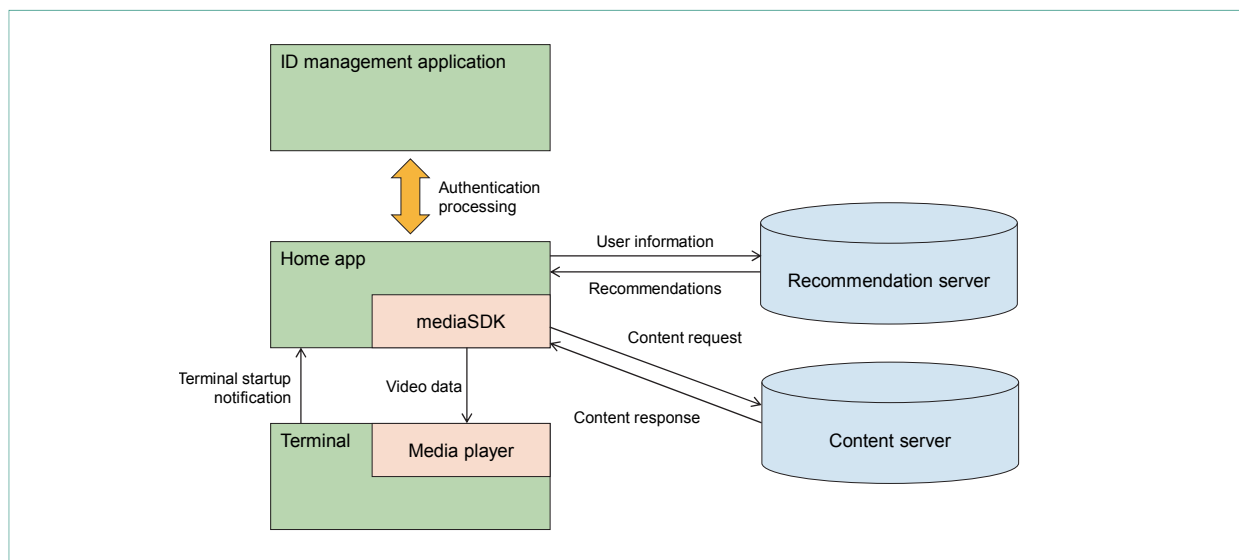 ID management application
Authentication
processing
Home app
User information
Recommendations
Recommendation server
mediaSDK
Content request
Terminal startup
notification
Video data
Content response
Terminal
Media player
Content server